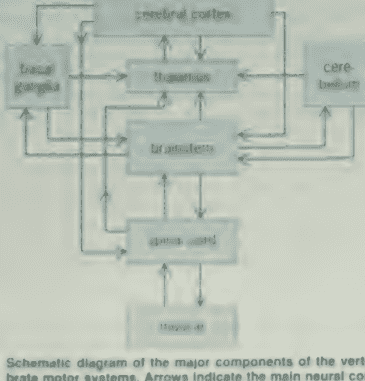 cerebral cortex
basal
ganglia
thalamus
cere-
bellum
brainstem
spinal cord
Schematic diagram of the major components of the vert
brate motor systems. Arrows indicate the main neural co